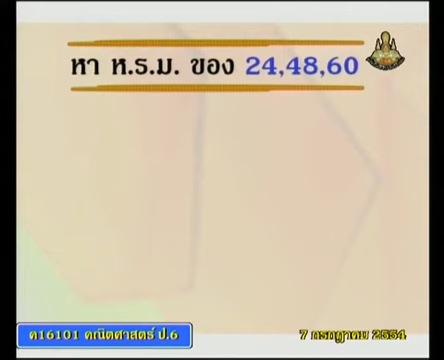 หา ห.ร.ม. ของ 24,48,60
ค16101 คณิตศาสตร์ ป.6
7 กรกฎาคม 2554